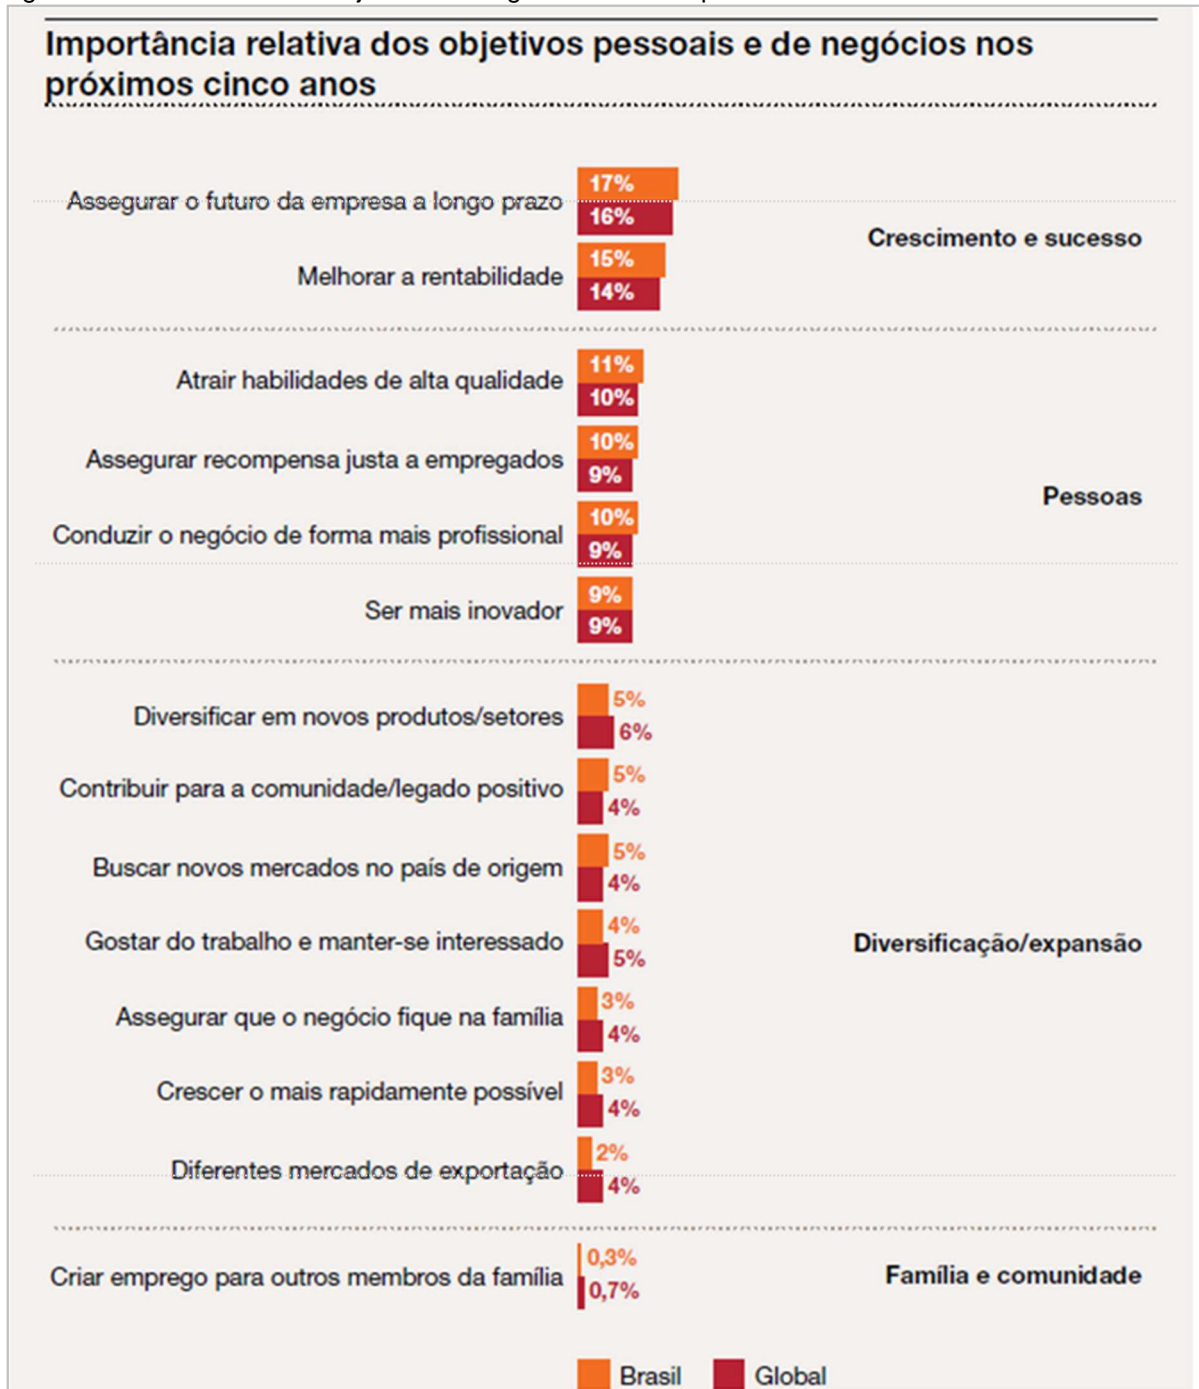 Importância relativa dos objetivos pessoais e de negócios nos
próximos cinco anos
Assegurar o futuro da empresa a longo prazo
17%
16%
Crescimento e sucesso
Melhorar a rentabilidade
15%
14%
Atrair habilidades de alta qualidade
11%
10%
Assegurar recompensa justa a empregados
10%
9%
Pessoas
Conduzir o negócio de forma mais profissional
10%
9%
Ser mais inovador
9%
9%
Diversificar em novos produtos/setores
5%
6%
Contribuir para a comunidade/legado positivo
5%
4%
Buscar novos mercados no país de origem
5%
4%
Gostar do trabalho e manter-se interessado
4%
5%
Diversificação/expansão
Assegurar que o negócio fique na família
3%
4%
Crescer o mais rapidamente possível
3%
4%
Diferentes mercados de exportação
2%
4%
Criar emprego para outros membros da família
0,3%
0,7%
Família e comunidade
Brasil Global